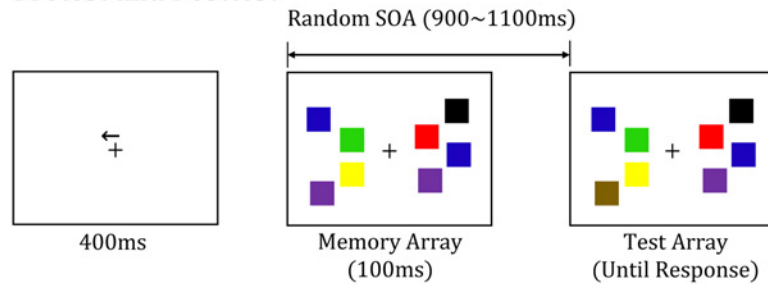 Random SOA (900~1100ms)
←
+
+
+
400ms
Memory Array
(100ms)
Test Array
(Until Response)